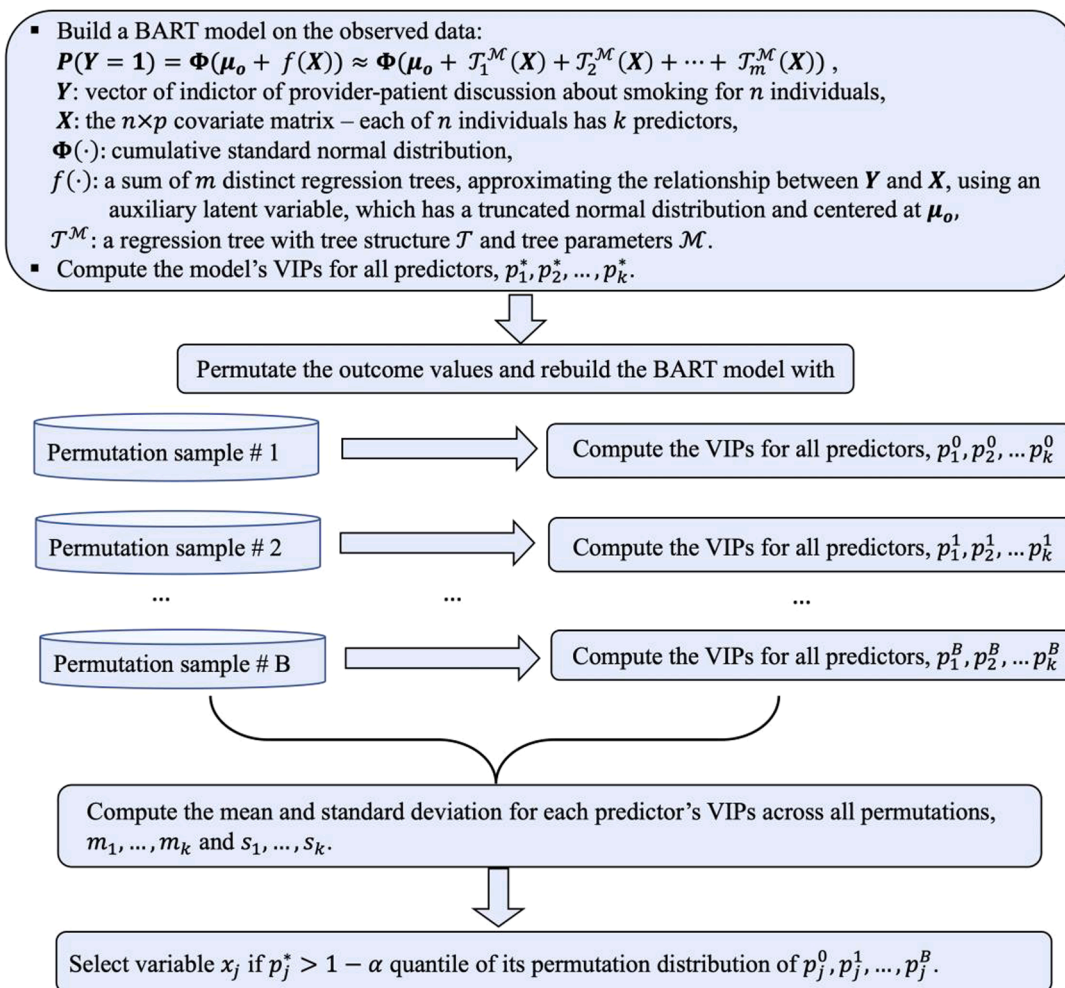 ▪ Build a BART model on the observed data:
P(Y = 1) = Φ(μₒ + f(X)) ≈ Φ(μₒ + 𝒯₁^ℳ(X) + 𝒯₂^ℳ(X) + ⋯ + 𝒯ₘ^ℳ(X)) ,
Y: vector of indictor of provider-patient discussion about smoking for n individuals,
X: the n×p covariate matrix – each of n individuals has k predictors,
Φ(·): cumulative standard normal distribution,
f(·): a sum of m distinct regression trees, approximating the relationship between Y and X, using an
auxiliary latent variable, which has a truncated normal distribution and centered at μₒ,
𝒯^ℳ: a regression tree with tree structure 𝒯 and tree parameters ℳ.
▪ Compute the model's VIPs for all predictors, p₁*, p₂*, …, pₖ*.
Permutate the outcome values and rebuild the BART model with
Permutation sample # 1
Compute the VIPs for all predictors, p₁⁰, p₂⁰, … pₖ⁰
Permutation sample # 2
Compute the VIPs for all predictors, p₁¹, p₂¹, … pₖ¹
... ... ...
Permutation sample # B
Compute the VIPs for all predictors, p₁ᴮ, p₂ᴮ, … pₖᴮ
Compute the mean and standard deviation for each predictor's VIPs across all permutations,
m₁, … , mₖ and s₁, … , sₖ.
Select variable xⱼ if pⱼ* > 1 − α quantile of its permutation distribution of pⱼ⁰, pⱼ¹, … , pⱼᴮ.